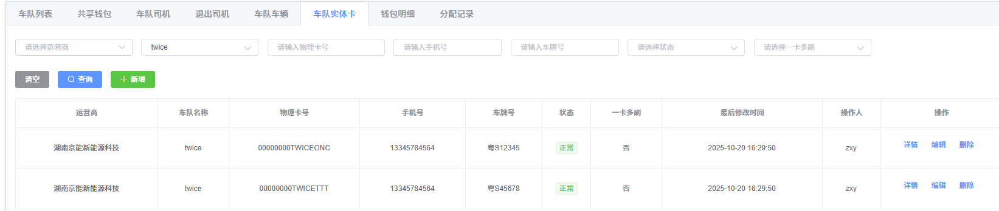 车队列表 共享钱包 车队司机 退出司机 车队车辆 车队实体卡 钱包明细 分配记录
请选择运营商 twice 请输入物理卡号 请输入手机号 请输入车牌号 请选择状态 请选择一卡多刷
清空 查询 新增
运营商 车队名称 物理卡号 手机号 车牌号 状态 一卡多刷 最后修改时间 操作人 操作
湖南京能新能源科技 twice 00000000TWICEONC 13345784564 粤S12345 正常 否 2025-10-20 16:29:50 zxy 详情 编辑 删除
湖南京能新能源科技 twice 00000000TWICETTT 13345784564 粤S45678 正常 否 2025-10-20 16:29:50 zxy 详情 编辑 删除